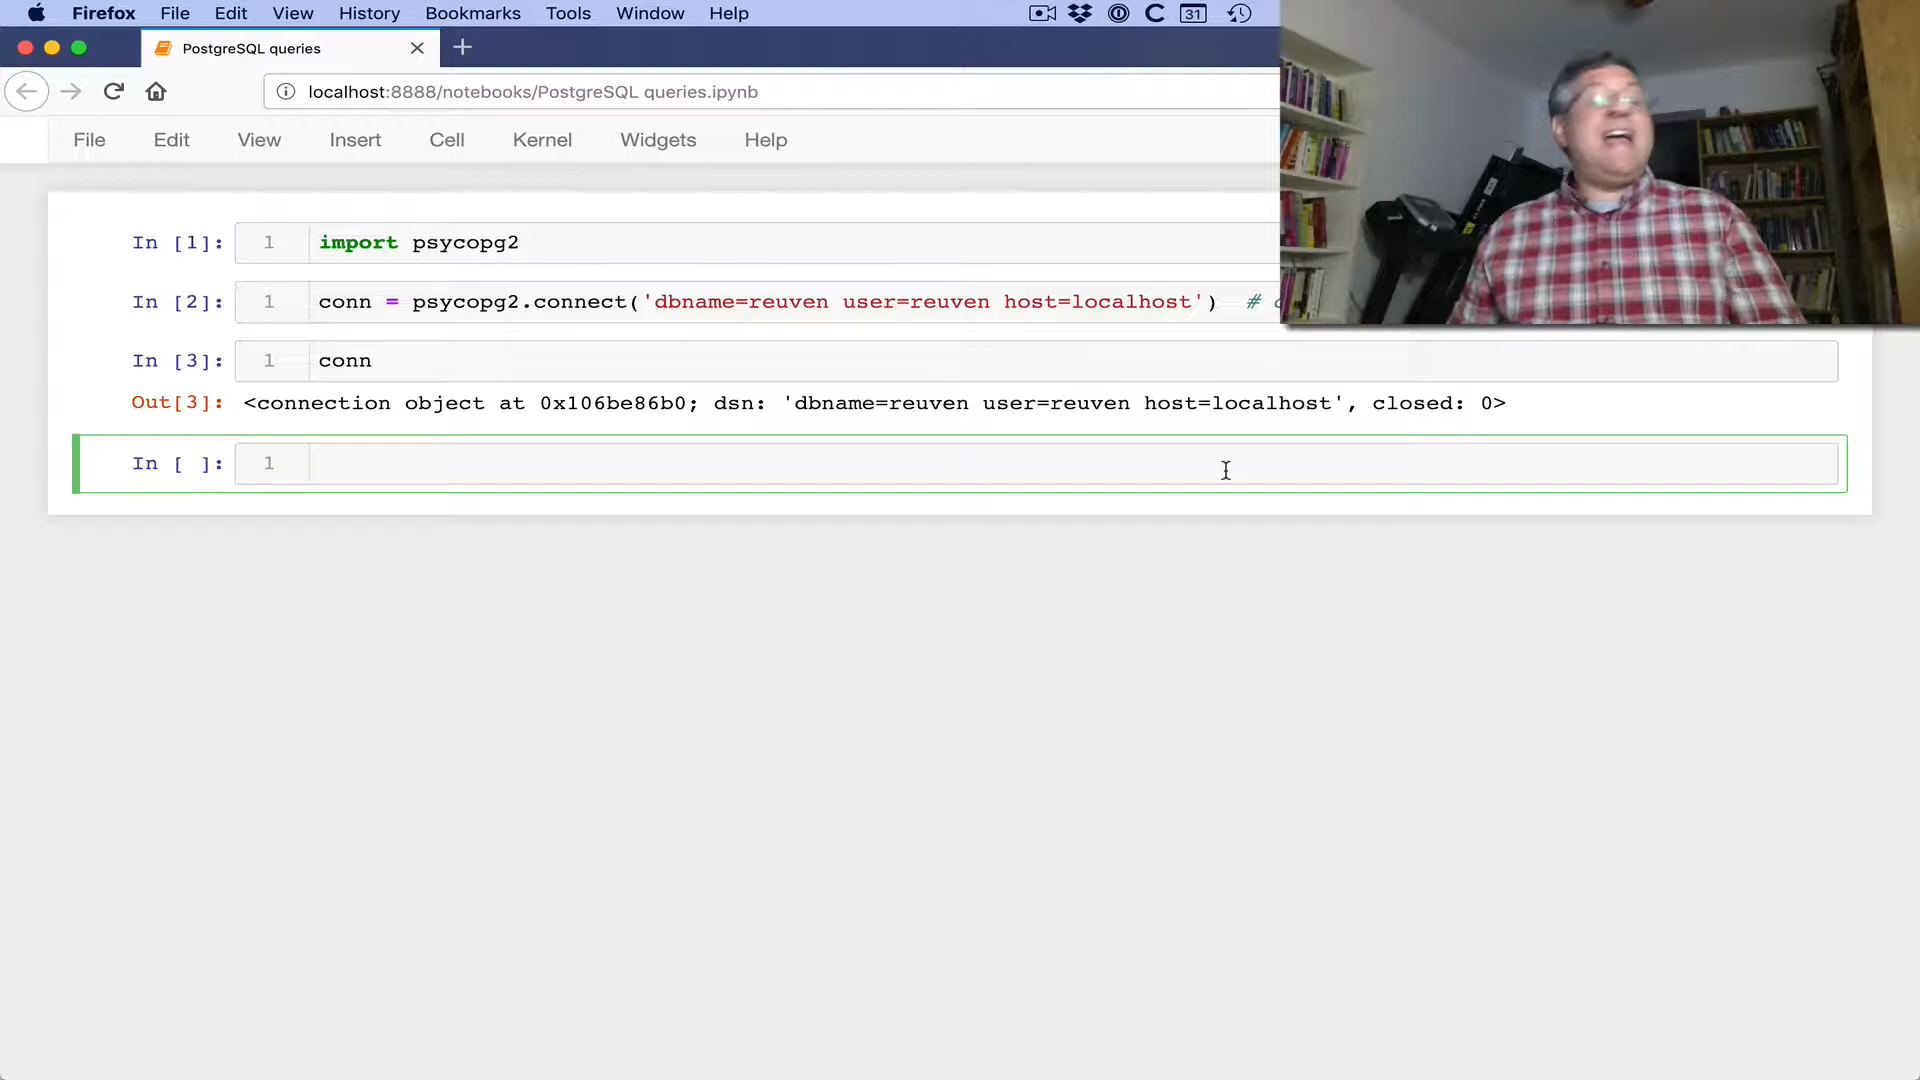 Firefox File Edit View History Bookmarks Tools Window Help 31
PostgreSQL queries
localhost:8888/notebooks/PostgreSQL queries.ipynb
File Edit View Insert Cell Kernel Widgets Help
In [1]: 1 import psycopg2
In [2]: 1 conn = psycopg2.connect('dbname=reuven user=reuven host=localhost') #
In [3]: 1 conn
Out[3]: <connection object at 0x106be86b0; dsn: 'dbname=reuven user=reuven host=localhost', closed: 0>
In [ ]: 1